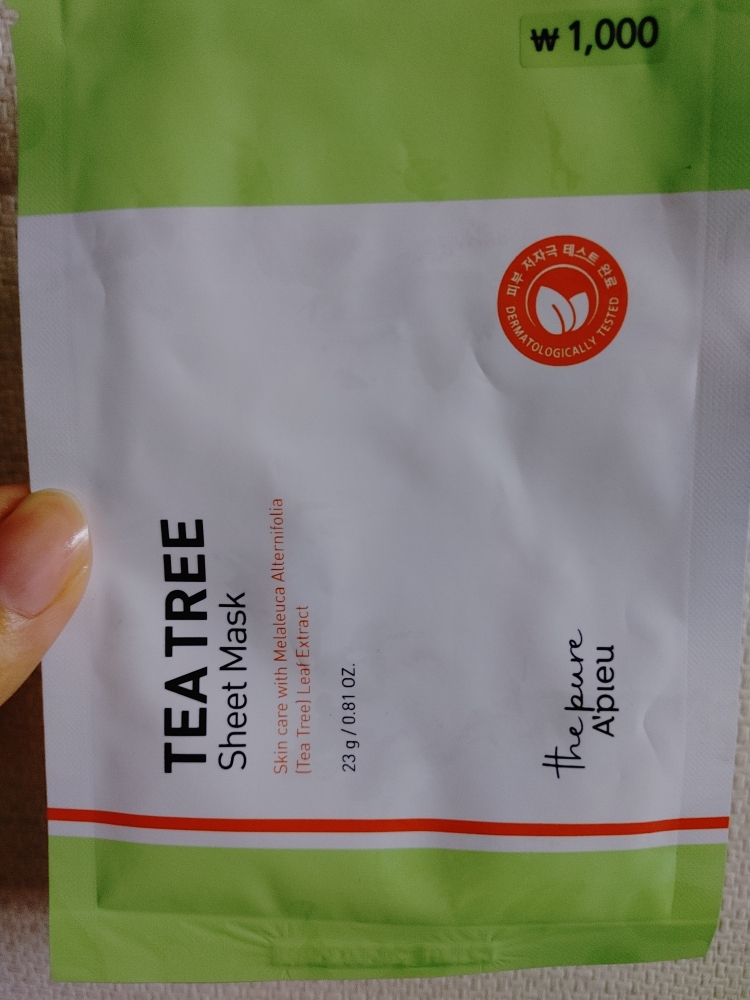 ₩ 1,000
피부 저자극 테스트 완료
DERMATOLOGICALLY TESTED
TEA TREE
Sheet Mask
Skin care with Melaleuca Alternifolia
(Tea Tree) Leaf Extract
23 g / 0.81 OZ.
the pure
A'pieu